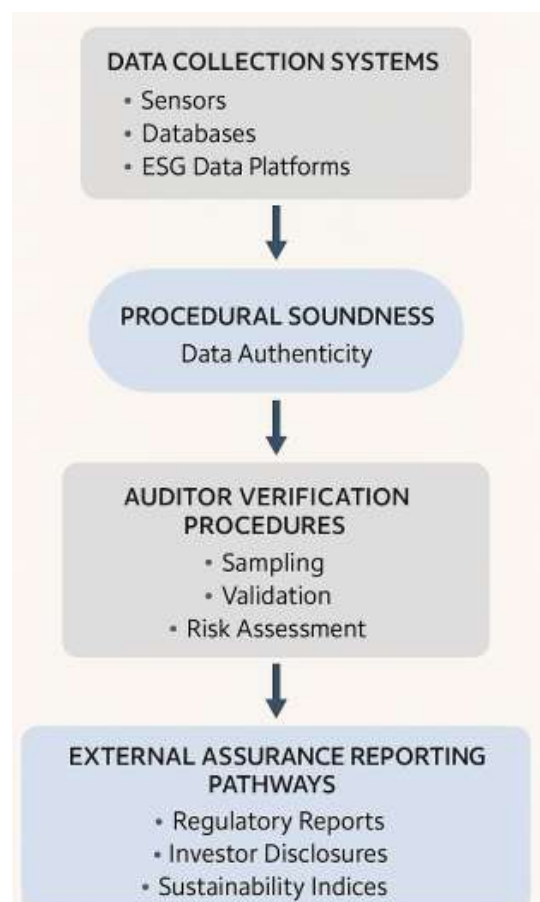 DATA COLLECTION SYSTEMS
• Sensors
• Databases
• ESG Data Platforms
PROCEDURAL SOUNDNESS
Data Authenticity
AUDITOR VERIFICATION
PROCEDURES
• Sampling
• Validation
• Risk Assessment
EXTERNAL ASSURANCE REPORTING
PATHWAYS
• Regulatory Reports
• Investor Disclosures
• Sustainability Indices